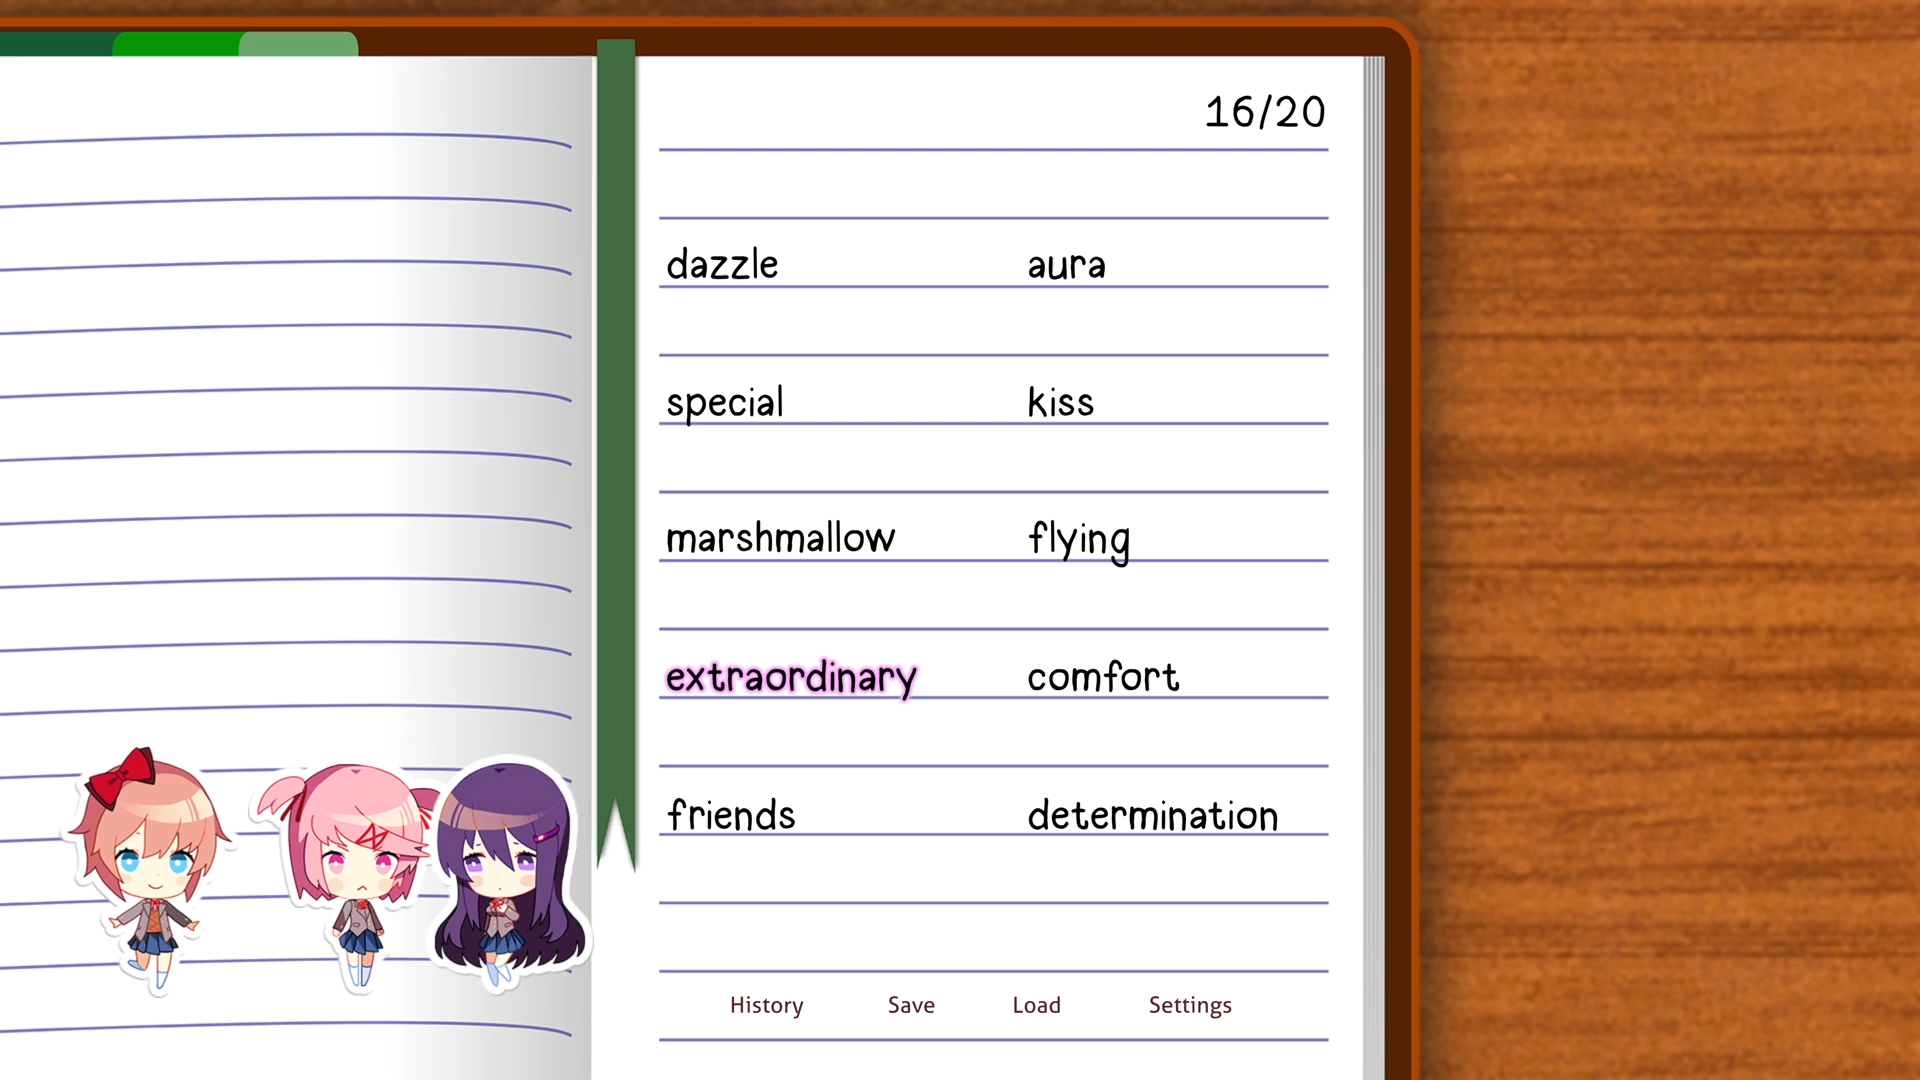 16/20
dazzle aura
special kiss
marshmallow flying
extraordinary comfort
friends determination
History Save Load Settings